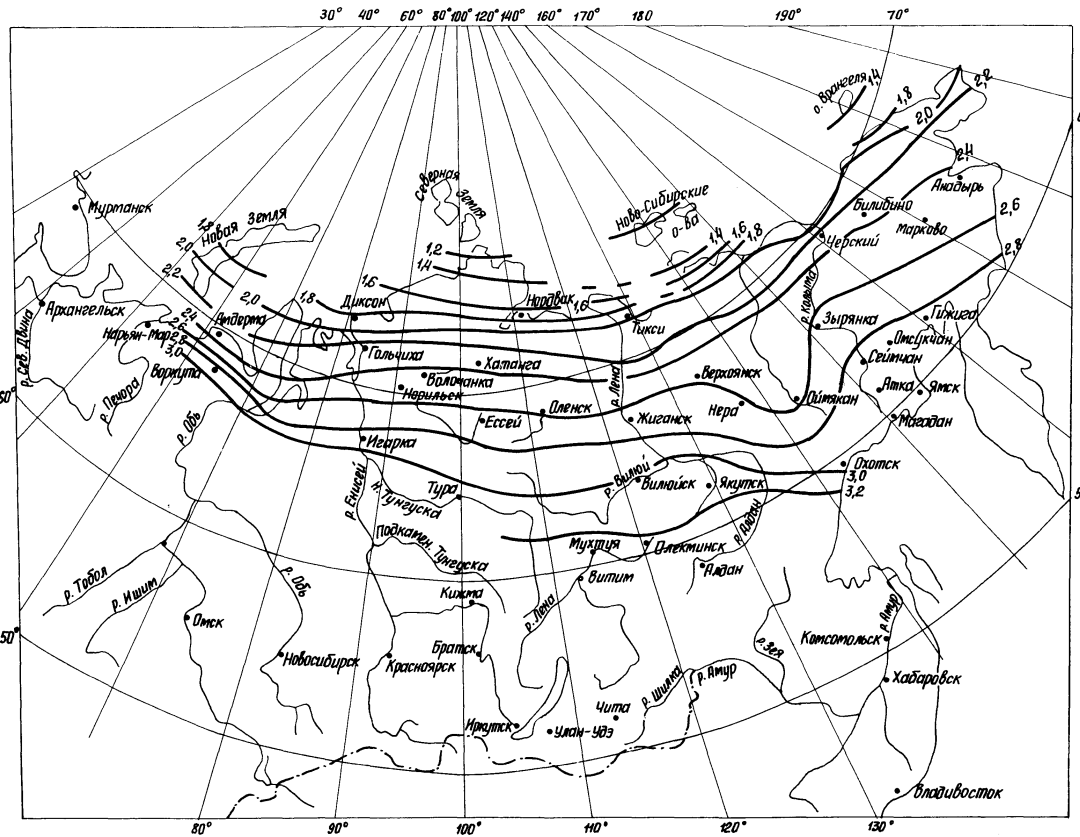 30° 40° 60° 80° 100° 120° 140° 160° 170° 180 190° 70°
о. Врангеля
1,4
1,8
2,0
2,2
2,4
Анадырь
Северная
Земля
Ново-Сибирские
о-ва
Мурманск
1,8
Новая Земля
2,0
2,2
Билибино
Марково
2,6
Черский
2,8
1,2
1,4
1,6
1,4
1,6
1,8
2,0
1,8
Диксон
Нордвик
1,6
Тикси
р. Колыма
Архангельск
р. Сев. Двина
Нарьян-Мар
2,4
2,6
2,8
3,0
Амдерма
Воркута
Зырянка
Гижига
Омсукчан
Сеймчан
Гольчиха
Хатанга
Волочанка
Норильск
р. Лена
Верхоянск
Атка
Ямск
Оймякон
Нера
Магадан
60°
р. Печора
р. Обь
Ессей
Оленек
Жиганск
Игарка
р. Енисей
Н. Тунгуска
Тура
р. Вилюй
Вилюйск
Якутск
Охотск
3,0
3,2
р. Алдан
Подкамен. Тунгуска
Мухтуя
Олекминск
Алдан
Витим
р. Тобол
р. Ишим
р. Обь
Кижма
р. Лена
Омск
50°
Новосибирск
Красноярск
Братск
р. Зея
р. Амур
Комсомольск
Хабаровск
р. Шилка
р. Амур
Иркутск
Улан-Удэ
Чита
Владивосток
80° 90° 100° 110° 120° 130°